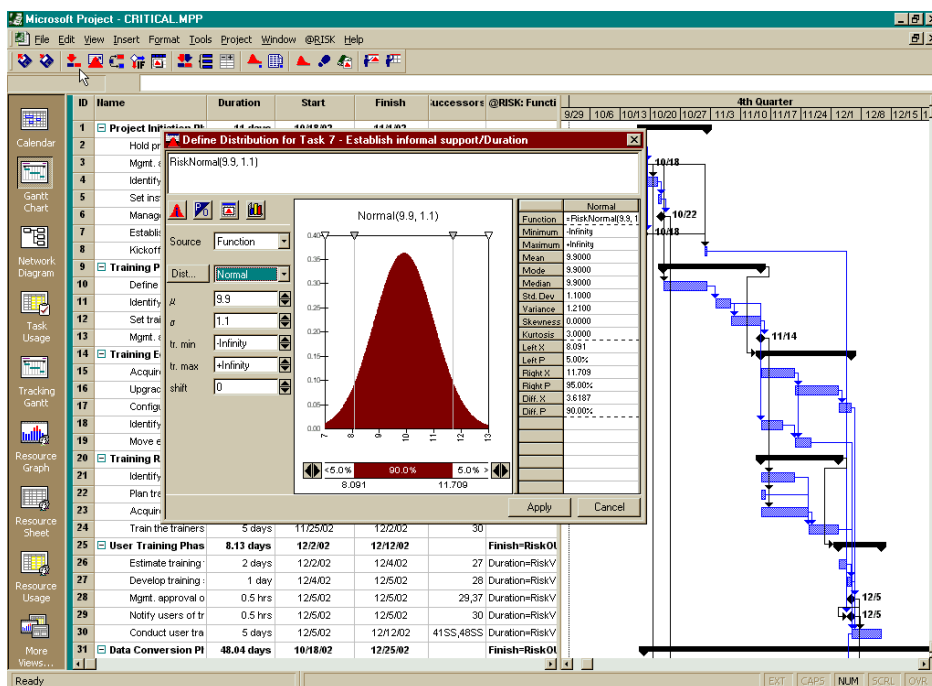 Microsoft Project - CRITICAL.MPP
File Edit View Insert Format Tools Project Window @RISK Help
ID Name Duration Start Finish uccessors @RISK: Functi
4th Quarter
9/29 10/6 10/13 10/20 10/27 11/3 11/10 11/17 11/24 12/1 12/8 12/15
Calendar
Gantt Chart
Network Diagram
Task Usage
Tracking Gantt
Resource Graph
Resource Sheet
Resource Usage
More Views...
1 Project Initiation Pl 11 days 10/18/02 11/1/02
2 Hold pr
3 Mgmt. a
4 Identify
5 Set ins
6 Manag
7 Establis
8 Kickoff
9 Training P
10 Define
11 Identify
12 Set trai
13 Mgmt. a
14 Training E
15 Acquire
16 Upgrac
17 Configu
18 Identify
19 Move e
20 Training R
21 Identify
22 Plan tre
23 Acquir
24 Train the trainers 5 days 11/25/02 12/2/02 30
25 User Training Phas 8.13 days 12/2/02 12/12/02 Finish=RiskOU
26 Estimate training 2 days 12/2/02 12/4/02 27 Duration=RiskV
27 Develop training 1 day 12/4/02 12/5/02 28 Duration=RiskV
28 Mgmt. approval o 0.5 hrs 12/5/02 12/5/02 29,37 Duration=RiskV
29 Notify users of tr 0.5 hrs 12/5/02 12/5/02 30 Duration=RiskV
30 Conduct user tra 5 days 12/5/02 12/12/02 41SS,48SS Duration=RiskV
31 Data Conversion Pl 48.04 days 10/18/02 12/25/02 Finish=RiskOU
Define Distribution for Task 7 - Establish informal support/Duration
RiskNormal(9.9, 1.1)
Source Function
Dist... Normal
μ 9.9
σ 1.1
tr. min -Infinity
tr. max +Infinity
shift 0
Normal(9.9, 1.1)
0.40
0.35
0.30
0.25
0.20
0.15
0.10
0.05
0.00
7 8 9 10 11 12 13
<5.0% 90.0% 5.0% >
8.091 11.709
Normal
Function =RiskNormal(9.9, 1
Minimum -Infinity
Maximum +Infinity
Mean 9.9000
Mode 9.9000
Median 9.9000
Std. Dev 1.1000
Variance 1.2100
Skewness 0.0000
Kurtosis 3.0000
Left X 8.091
Left P 5.00%
Right X 11.709
Right P 95.00%
Diff. X 3.6187
Diff. P 90.00%
Apply Cancel
10/18
10/22
10/18
11/14
12/5
12/5
Ready EXT CAPS NUM SCRL OVR